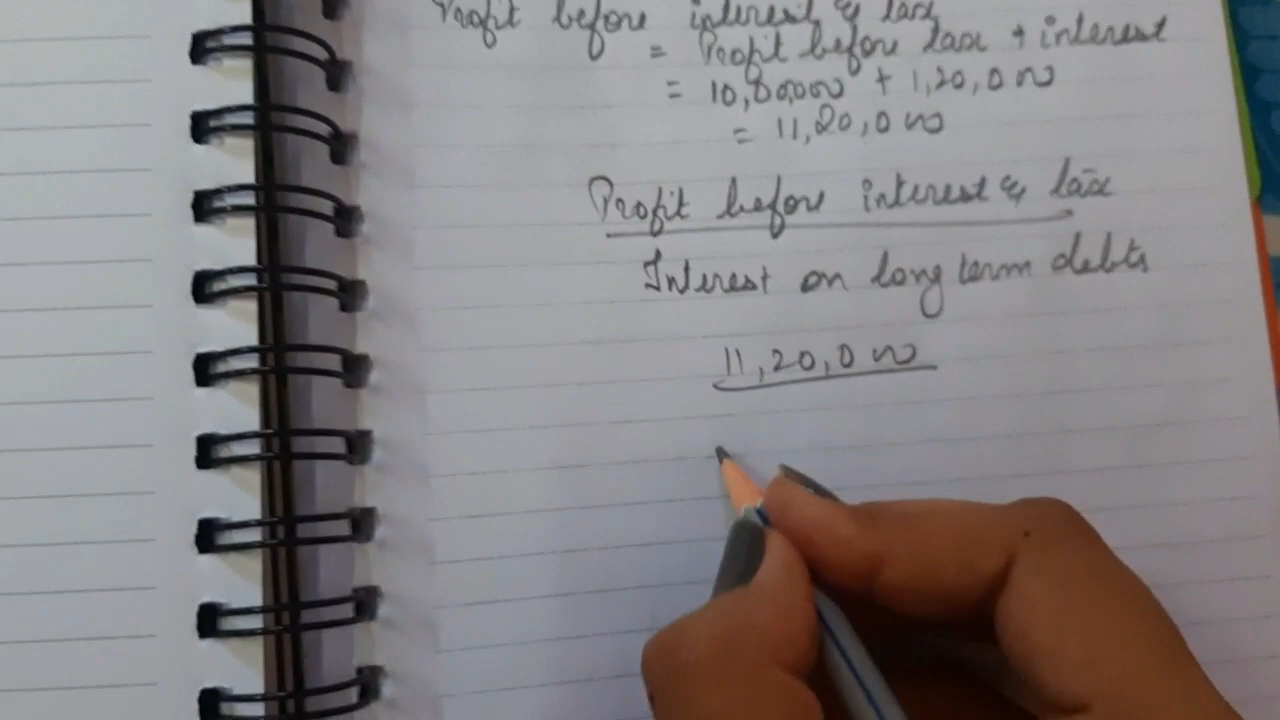 Profit before interest & tax
= Profit before tax + interest
= 10,00,000 + 1,20,000
= 11,20,000
Profit before interest & tax
Interest on long term debts
11,20,000